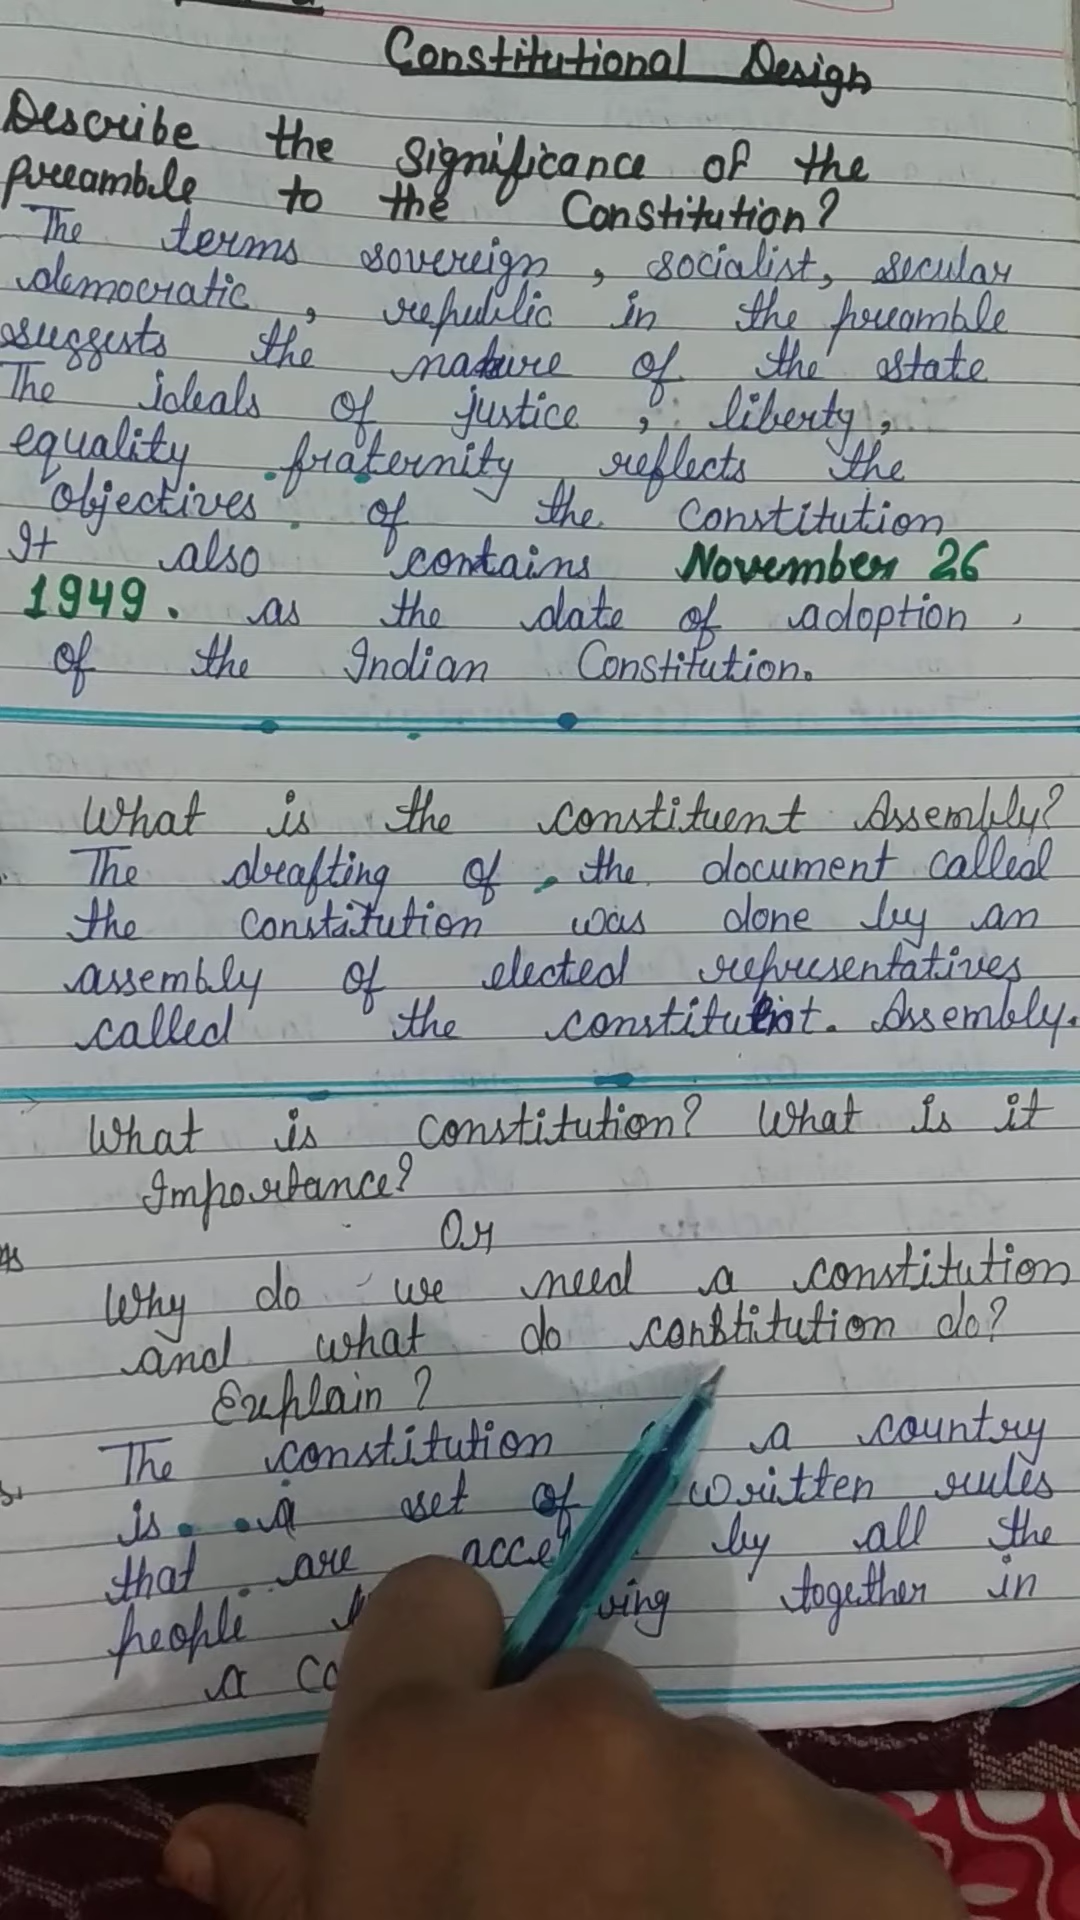 Constitutional Design
Describe the significance of the
preeamble to the Constitution?
The terms sovereign, socialist, secular
democratic, republic in the preamble
suggests the nature of the state
The ideals of justice, liberty,
equality fraternity reflects the
objectives of the Constitution
It also contains November 26
1949. as the date of adoption
of the Indian Constitution.
What is the constituent Assembly?
The drafting of the document called
the Constitution was done by an
assembly of elected representatives
called the Assembly.
What is constitution? What is it
Importance?
Or
Why do we need a constitution
and what do constitution do?
Explain?
The constitution a country
is a set of written rules
that are by all the
people together in
a